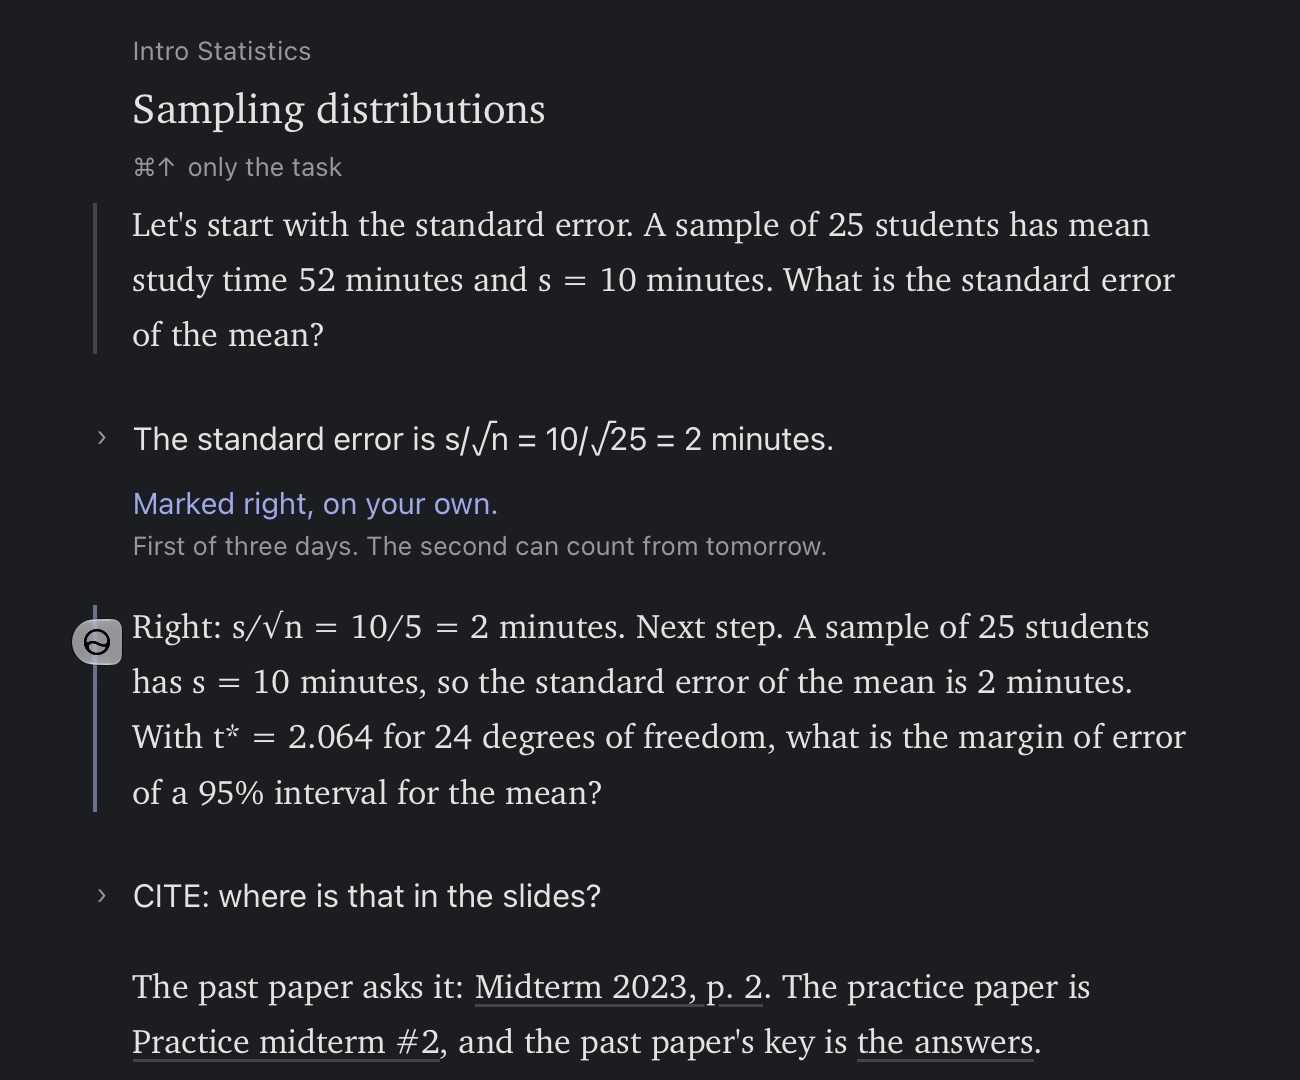 Intro Statistics
Sampling distributions
⌘↑ only the task
Let's start with the standard error. A sample of 25 students has mean
study time 52 minutes and s = 10 minutes. What is the standard error
of the mean?
› The standard error is s/√n = 10/√25 = 2 minutes.
Marked right, on your own.
First of three days. The second can count from tomorrow.
Right: s/√n = 10/5 = 2 minutes. Next step. A sample of 25 students
has s = 10 minutes, so the standard error of the mean is 2 minutes.
With t* = 2.064 for 24 degrees of freedom, what is the margin of error
of a 95% interval for the mean?
› CITE: where is that in the slides?
The past paper asks it: Midterm 2023, p. 2. The practice paper is
Practice midterm #2, and the past paper's key is the answers.